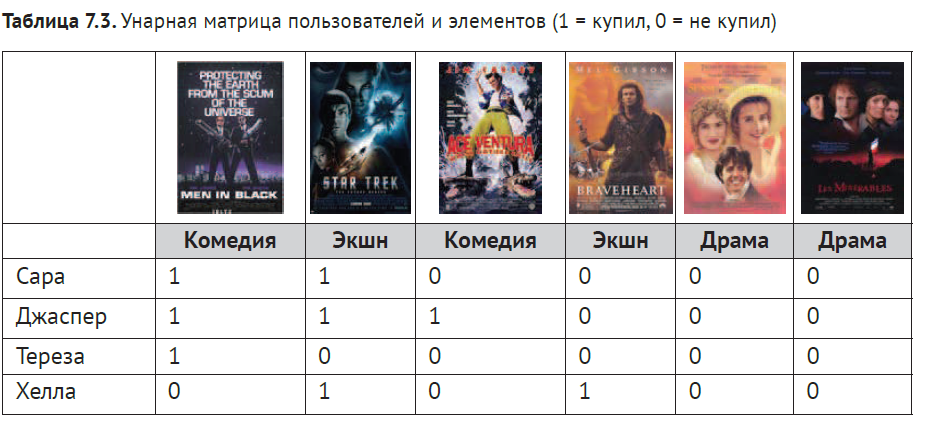 Таблица 7.3. Унарная матрица пользователей и элементов (1 = купил, 0 = не купил)
PROTECTING
THE EARTH
FROM THE SCUM
OF THE
UNIVERSE
MEN IN BLACK
STAR TREK
JIM CARREY
ACE VENTURA
MEL GIBSON
BRAVEHEART
LES MISÉRABLES
Комедия Экшн Комедия Экшн Драма Драма
Сара 1 1 0 0 0 0
Джаспер 1 1 1 0 0 0
Тереза 1 0 0 0 0 0
Хелла 0 1 0 1 0 0